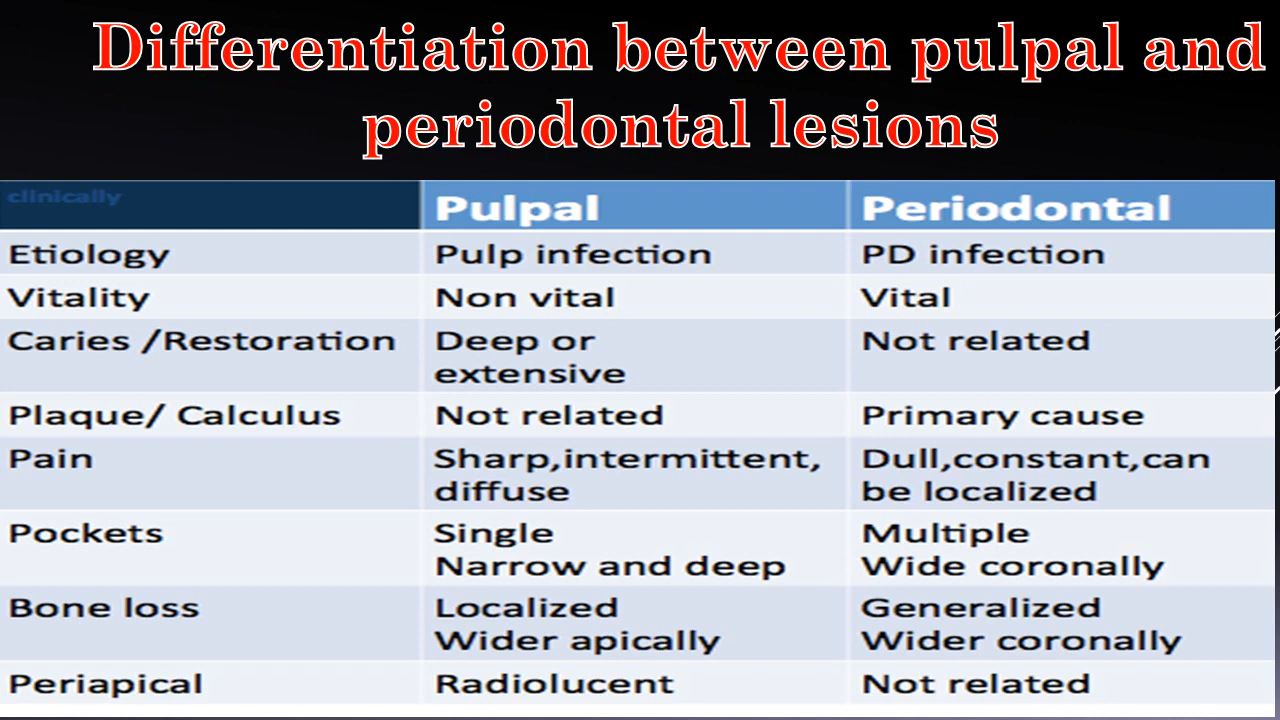 Differentiation between pulpal and
periodontal lesions
clinically Pulpal Periodontal
Etiology Pulp infection PD infection
Vitality Non vital Vital
Caries /Restoration Deep or Not related
extensive
Plaque/ Calculus Not related Primary cause
Pain Sharp,intermittent, Dull,constant,can
diffuse be localized
Pockets Single Multiple
Narrow and deep Wide coronally
Bone loss Localized Generalized
Wider apically Wider coronally
Periapical Radiolucent Not related